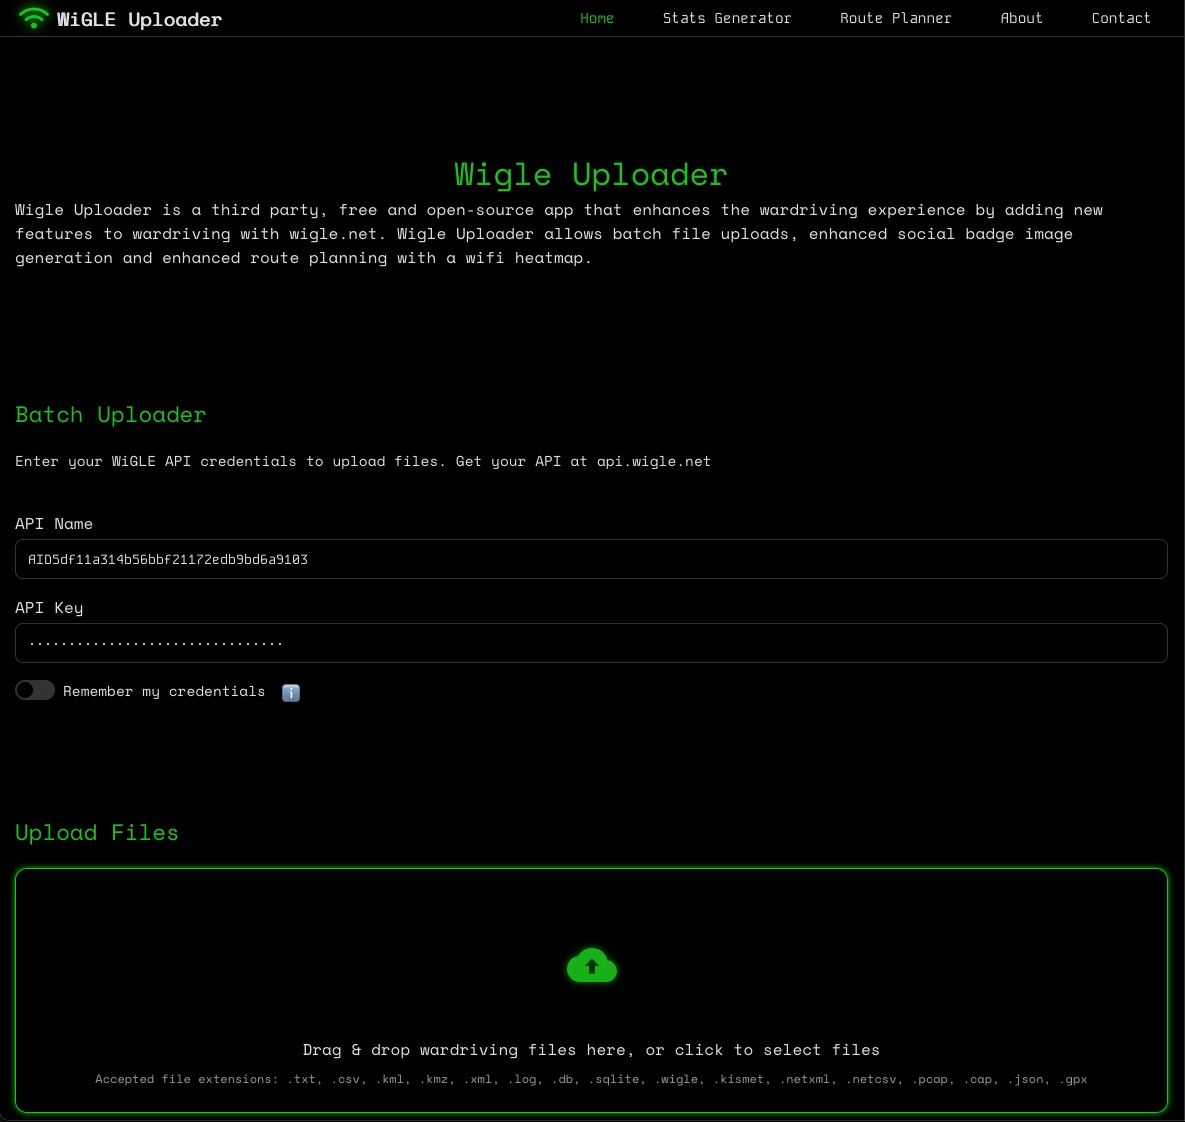 WiGLE Uploader
Home
Stats Generator
Route Planner
About
Contact
Wigle Uploader
Wigle Uploader is a third party, free and open-source app that enhances the wardriving experience by adding new
features to wardriving with wigle.net. Wigle Uploader allows batch file uploads, enhanced social badge image
generation and enhanced route planning with a wifi heatmap.
Batch Uploader
Enter your WiGLE API credentials to upload files. Get your API at api.wigle.net
API Name
AID5df11a314b56bbf21172edb9bd6a9103
API Key
································
Remember my credentials
Upload Files
Drag & drop wardriving files here, or click to select files
Accepted file extensions: .txt, .csv, .kml, .kmz, .xml, .log, .db, .sqlite, .wigle, .kismet, .netxml, .netcsv, .pcap, .cap, .json, .gpx